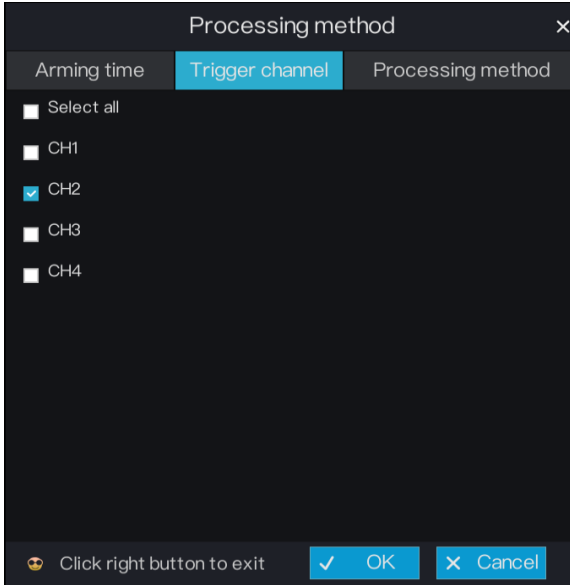 Processing method
Arming time Trigger channel Processing method
Select all
CH1
CH2
CH3
CH4
Click right button to exit OK Cancel